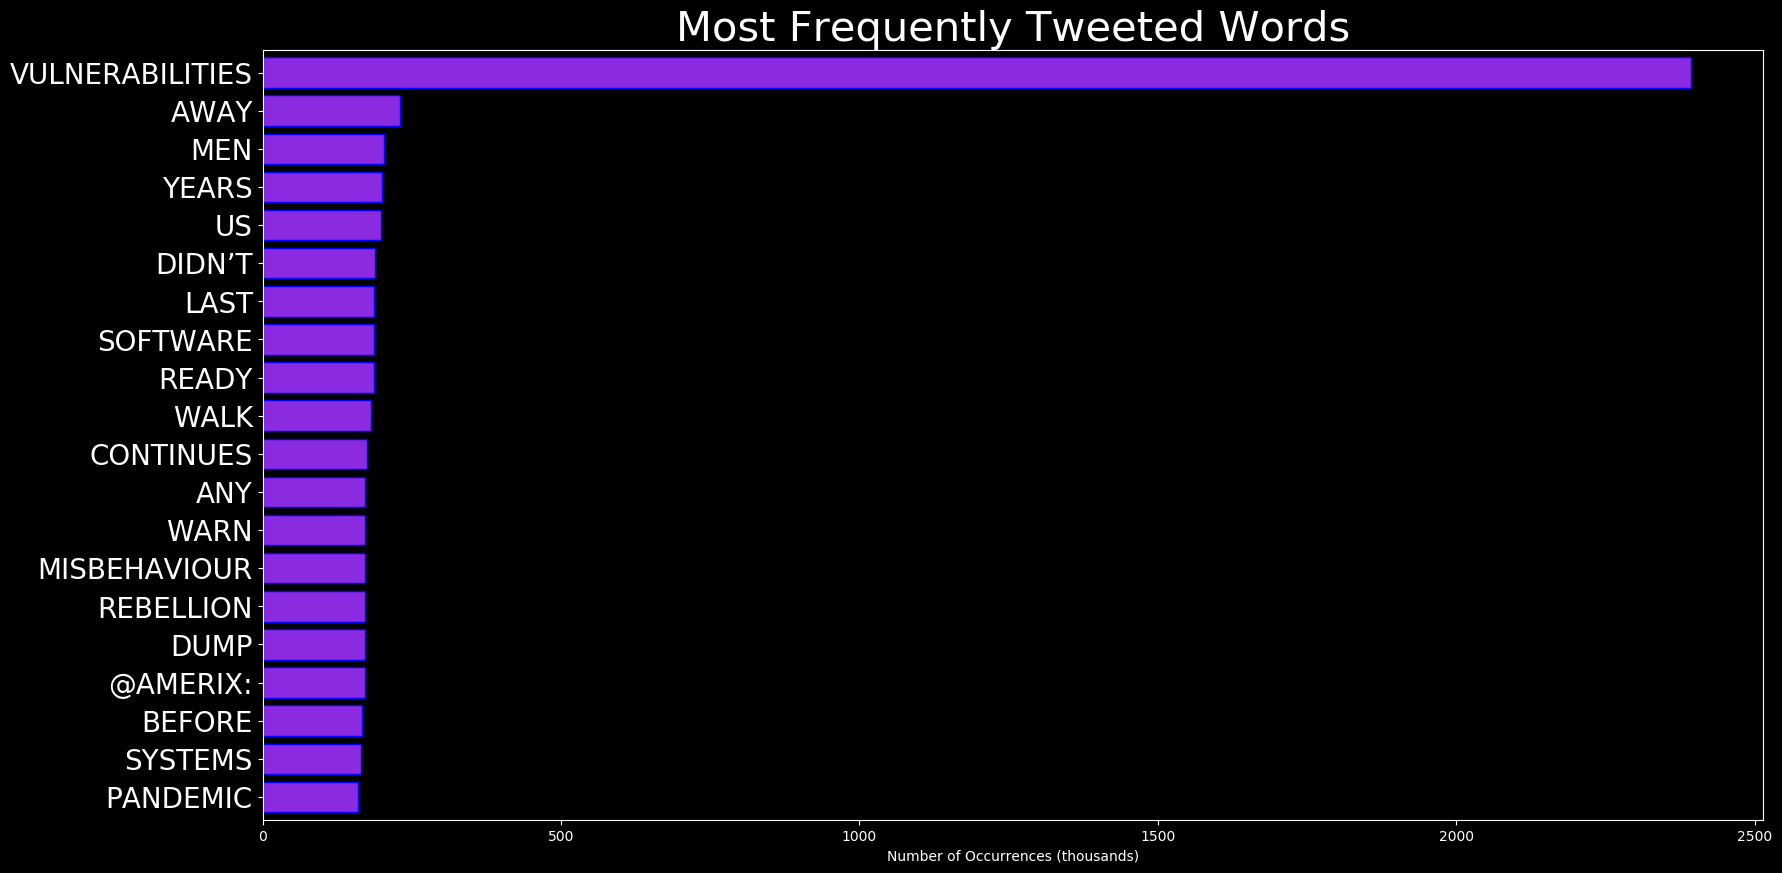 Most Frequently Tweeted Words
VULNERABILITIES
AWAY
MEN
YEARS
US
DIDN’T
LAST
SOFTWARE
READY
WALK
CONTINUES
ANY
WARN
MISBEHAVIOUR
REBELLION
DUMP
@AMERIX:
BEFORE
SYSTEMS
PANDEMIC
0 500 1000 1500 2000 2500
Number of Occurrences (thousands)